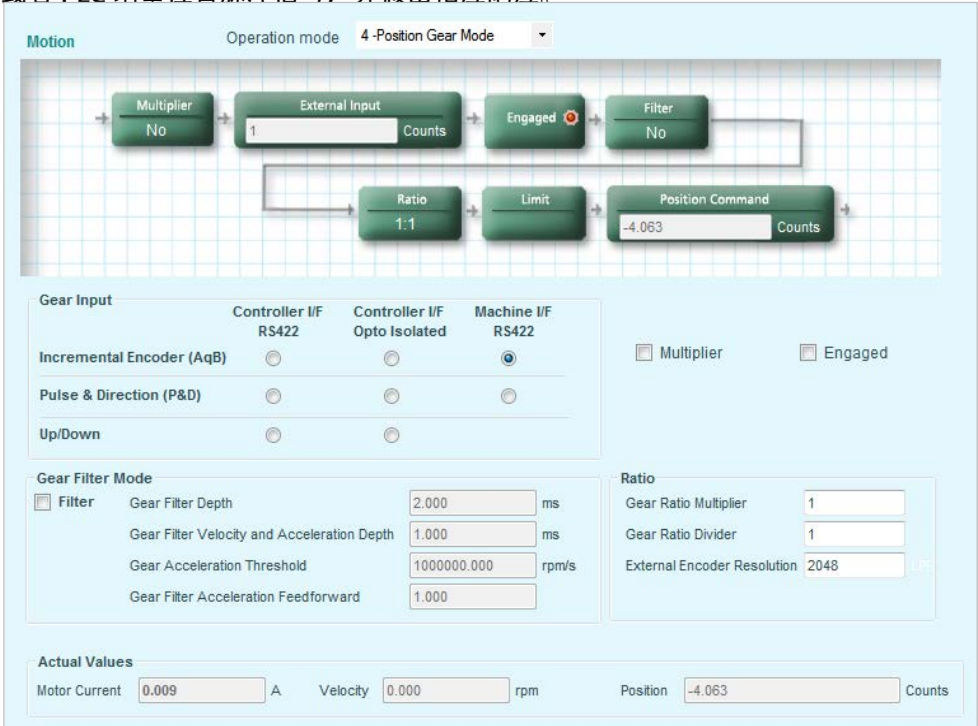 Motion
Operation mode 4 -Position Gear Mode
Multiplier
No
External Input
1 Counts
Engaged
Filter
No
Ratio
1:1
Limit
Position Command
-4.063 Counts
Gear Input
Controller I/F RS422
Controller I/F Opto Isolated
Machine I/F RS422
Incremental Encoder (AqB)
Pulse & Direction (P&D)
Up/Down
Multiplier
Engaged
Gear Filter Mode
Filter
Gear Filter Depth 2.000 ms
Gear Filter Velocity and Acceleration Depth 1.000 ms
Gear Acceleration Threshold 1000000.000 rpm/s
Gear Filter Acceleration Feedforward 1.000
Ratio
Gear Ratio Multiplier 1
Gear Ratio Divider 1
External Encoder Resolution 2048
Actual Values
Motor Current 0.009 A Velocity 0.000 rpm Position -4.063 Counts